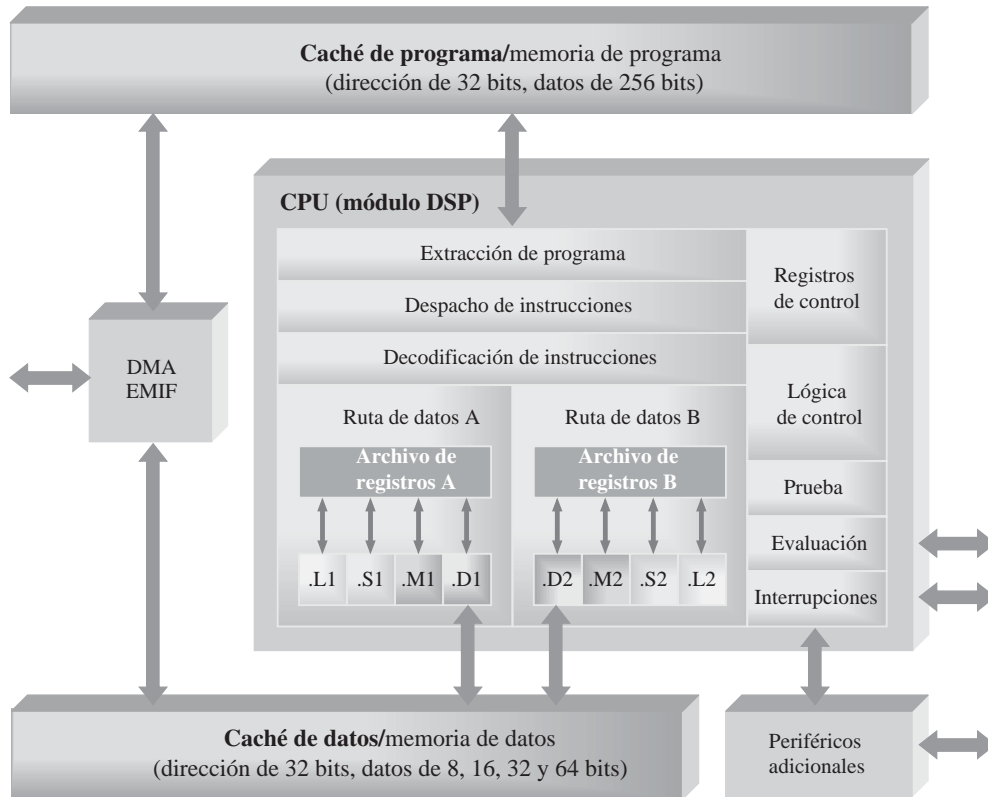 Caché de programa/memoria de programa
(dirección de 32 bits, datos de 256 bits)
CPU (módulo DSP)
Extracción de programa
Despacho de instrucciones
Decodificación de instrucciones
Registros
de control
Lógica
de control
Prueba
Evaluación
Interrupciones
DMA
EMIF
Ruta de datos A
Archivo de
registros A
.L1 .S1 .M1 .D1
Ruta de datos B
Archivo de
registros B
.D2 .M2 .S2 .L2
Caché de datos/memoria de datos
(dirección de 32 bits, datos de 8, 16, 32 y 64 bits)
Periféricos
adicionales